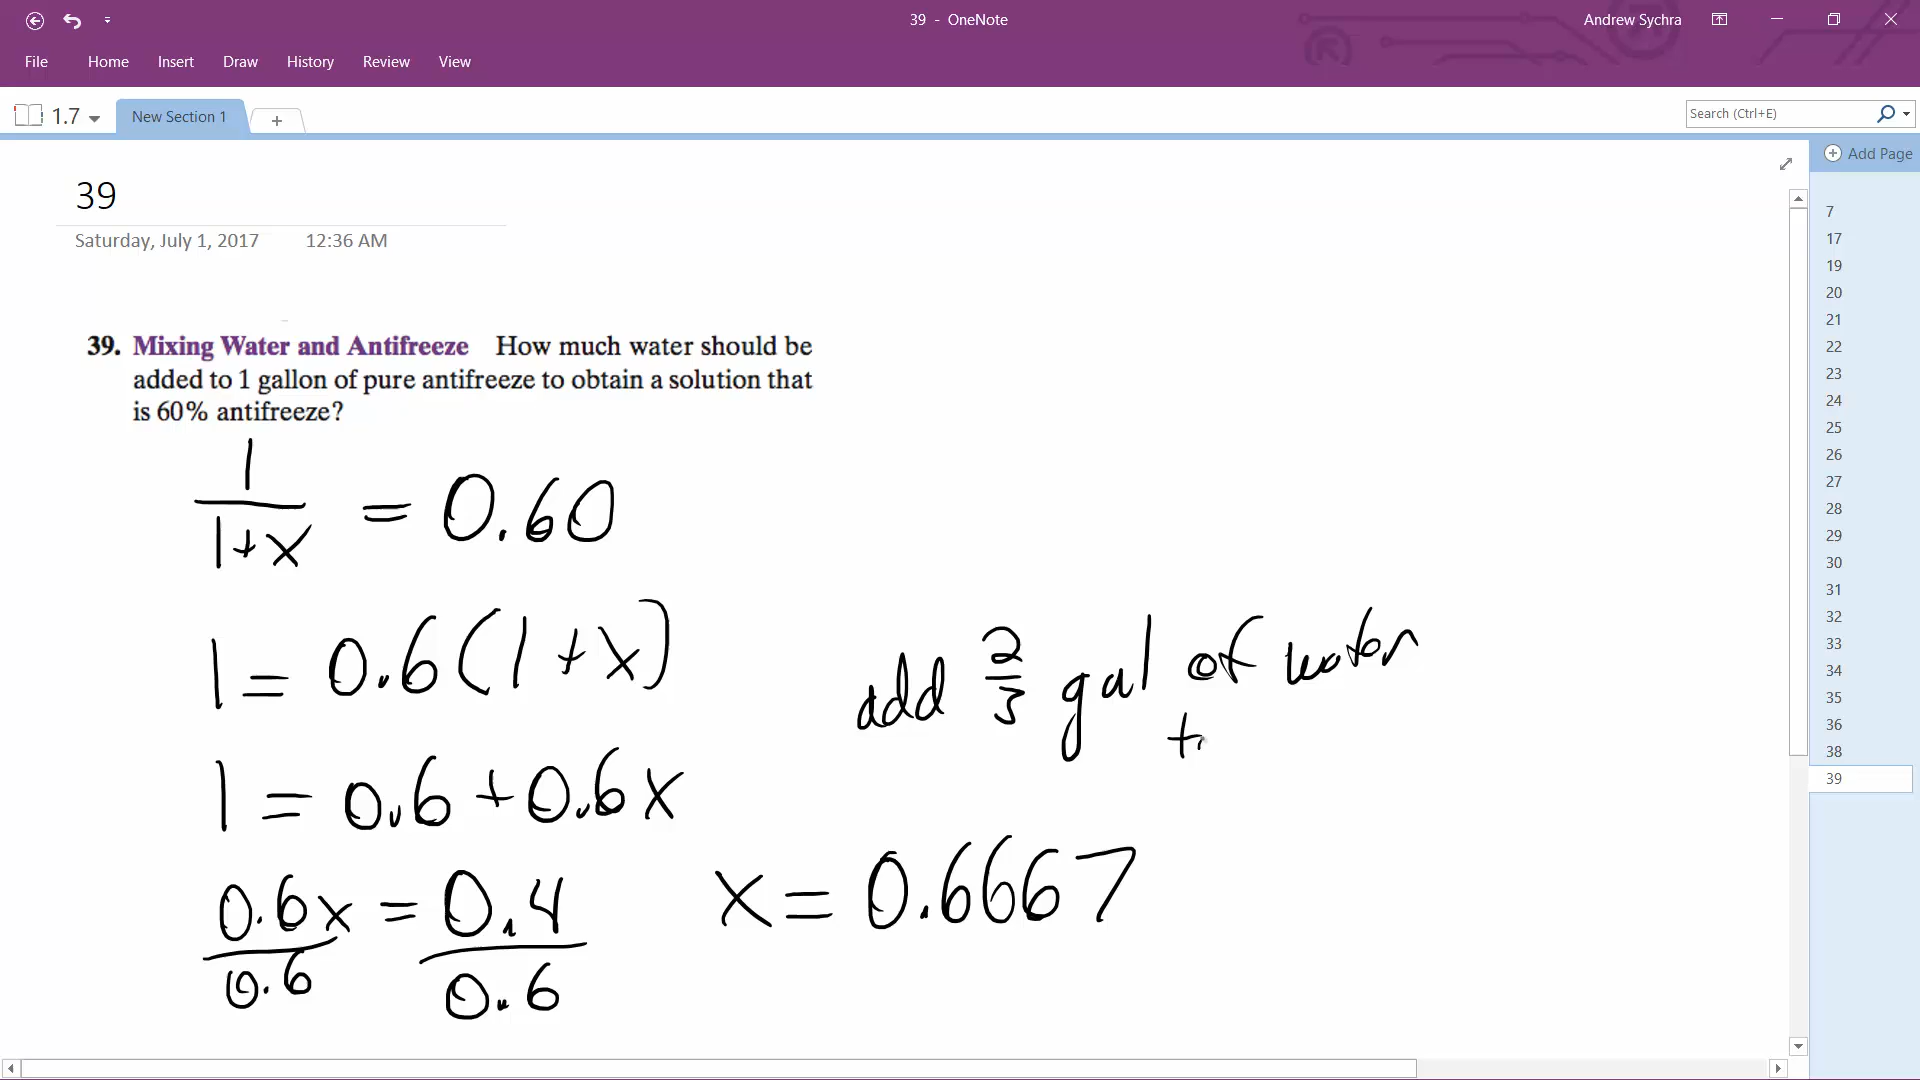 39 - OneNote
Andrew Sychra
File Home Insert Draw History Review View
1.7
New Section 1
+
Search (Ctrl+E)
Add Page
39
Saturday, July 1, 2017 12:36 AM
39. Mixing Water and Antifreeze How much water should be
added to 1 gallon of pure antifreeze to obtain a solution that
is 60% antifreeze?
1
1+x
= 0.60
1 = 0.6(1+x)
1 = 0.6+0.6x
0.6x = 0.4
0.6 0.6
x = 0.6667
add 2/3 gal of water
7
17
19
20
21
22
23
24
25
26
27
28
29
30
31
32
33
34
35
36
38
39